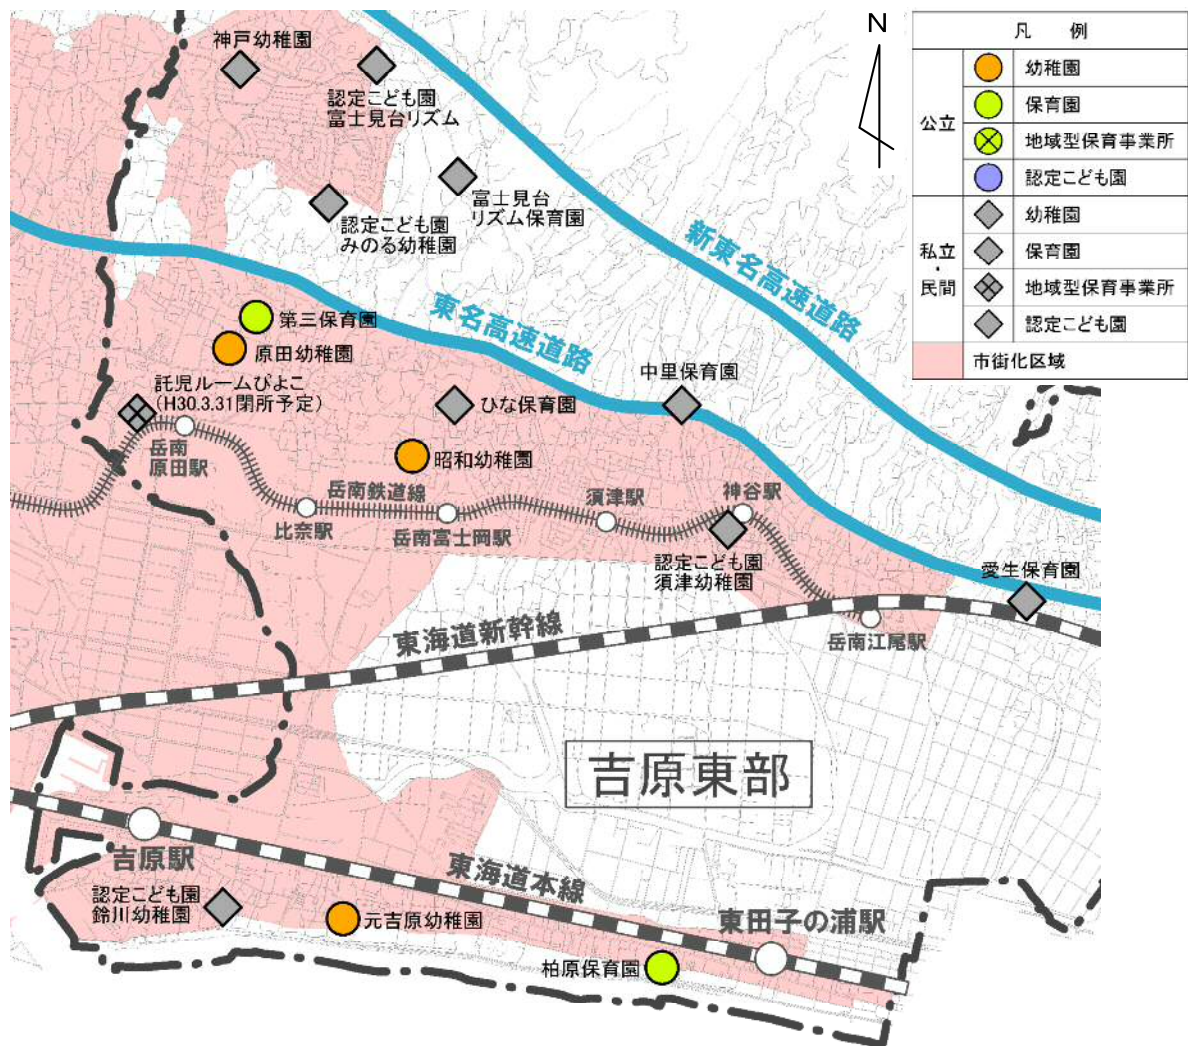 神戸幼稚園
認定こども園
富士見台リズム
富士見台
リズム保育園
認定こども園
みのる幼稚園
N
凡 例
公立
幼稚園
保育園
地域型保育事業所
認定こども園
私立・民間
幼稚園
保育園
地域型保育事業所
認定こども園
市街化区域
新東名高速道路
東名高速道路
第三保育園
原田幼稚園
託児ルームぴよこ
(H30.3.31閉所予定)
ひな保育園
中里保育園
昭和幼稚園
岳南
原田駅
岳南鉄道線
比奈駅
岳南富士岡駅
須津駅
神谷駅
認定こども園
須津幼稚園
愛生保育園
岳南江尾駅
東海道新幹線
吉原東部
吉原駅
東海道本線
認定こども園
鈴川幼稚園
元吉原幼稚園
東田子の浦駅
柏原保育園